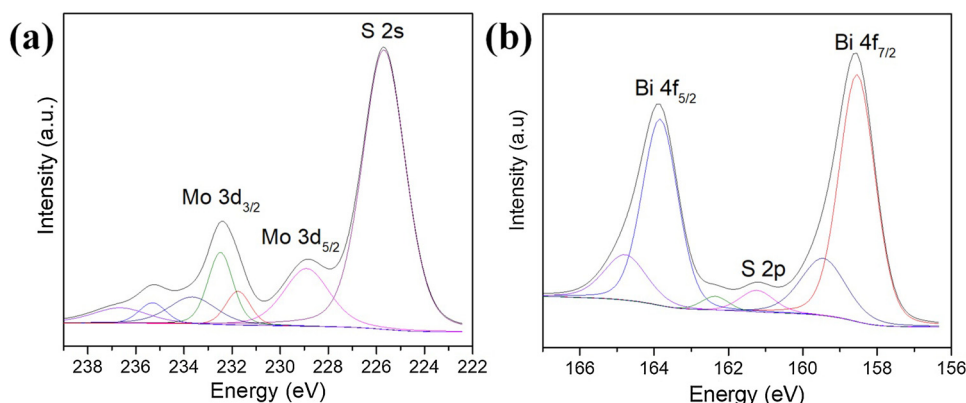 (a)
S 2s
Mo 3d3/2
Mo 3d5/2
Intensity (a.u.)
238 236 234 232 230 228 226 224 222
Energy (eV)
(b)
Bi 4f7/2
Bi 4f5/2
S 2p
Intensity (a.u)
166 164 162 160 158 156
Energy (eV)